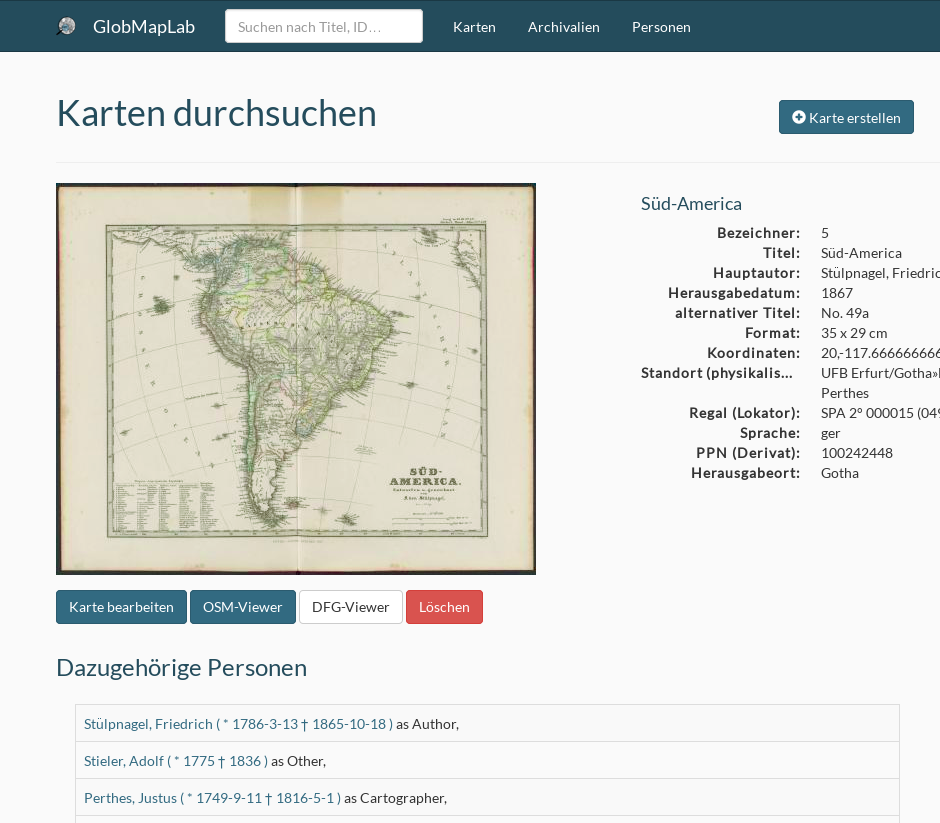 GlobMapLab
Suchen nach Titel, ID…
Karten
Archivalien
Personen
Karten durchsuchen
Karte erstellen
Süd-America
Bezeichner: 5
Titel: Süd-America
Hauptautor: Stülpnagel, Friedric
Herausgabedatum: 1867
alternativer Titel: No. 49a
Format: 35 x 29 cm
Koordinaten: 20,-117.666666666
Standort (physikalis... UFB Erfurt/Gotha»
Perthes
Regal (Lokator): SPA 2° 000015 (049
Sprache: ger
PPN (Derivat): 100242448
Herausgabeort: Gotha
SÜD-
AMERICA.
Karte bearbeiten
OSM-Viewer
DFG-Viewer
Löschen
Dazugehörige Personen
Stülpnagel, Friedrich ( * 1786-3-13 † 1865-10-18 ) as Author,
Stieler, Adolf ( * 1775 † 1836 ) as Other,
Perthes, Justus ( * 1749-9-11 † 1816-5-1 ) as Cartographer,